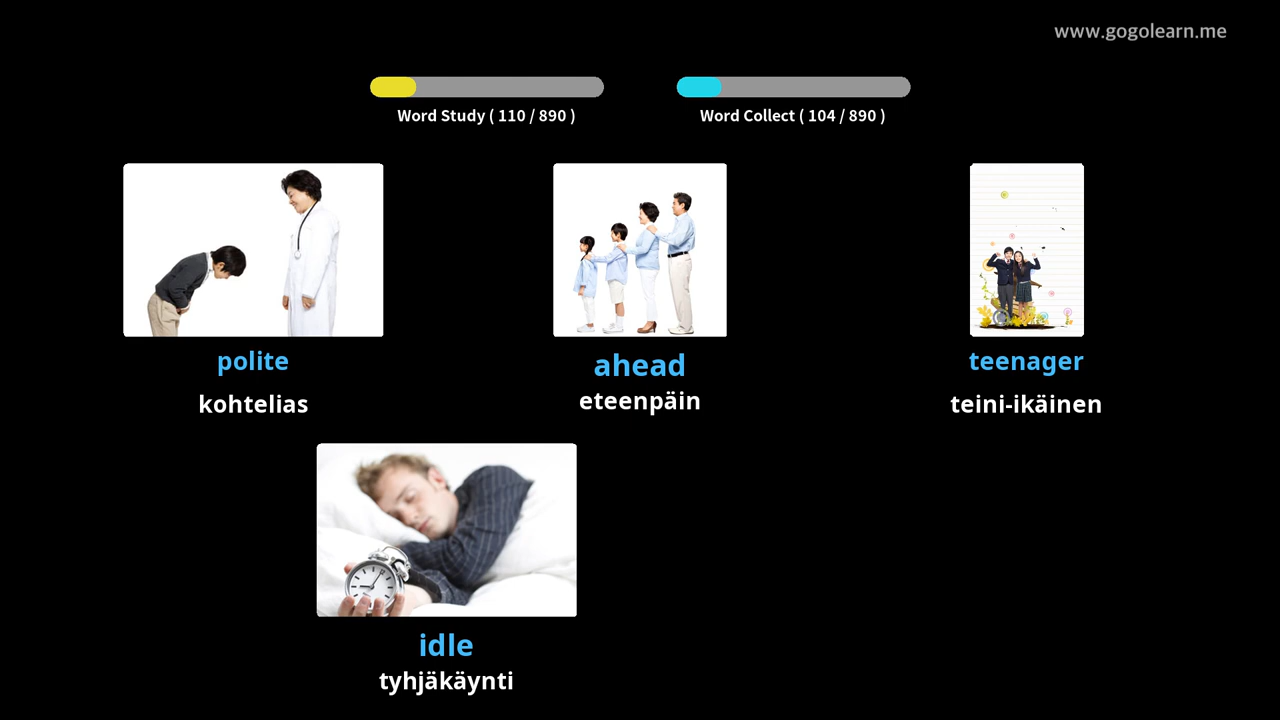 www.gogolearn.me
Word Study ( 110 / 890 )
Word Collect ( 104 / 890 )
polite
kohtelias
ahead
eteenpäin
teenager
teini-ikäinen
idle
tyhjäkäynti